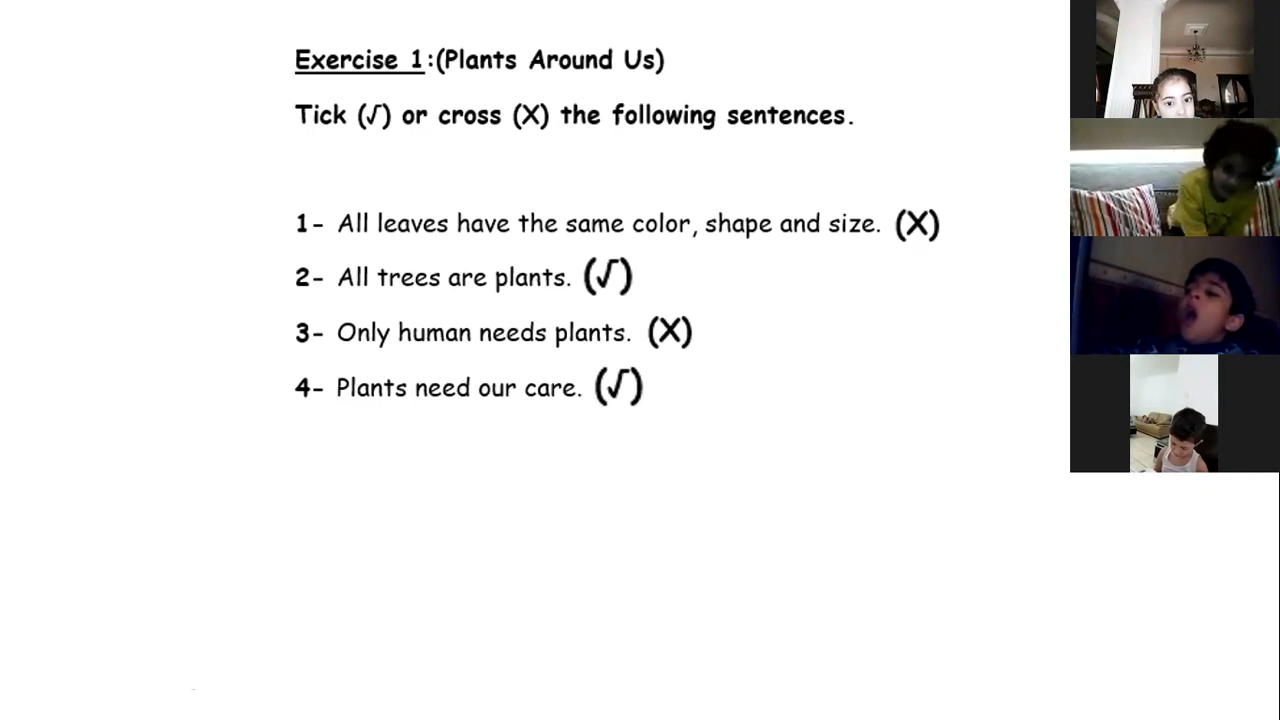 Exercise 1:(Plants Around Us)
Tick (√) or cross (X) the following sentences.
1- All leaves have the same color, shape and size. (X)
2- All trees are plants. (√)
3- Only human needs plants. (X)
4- Plants need our care. (√)